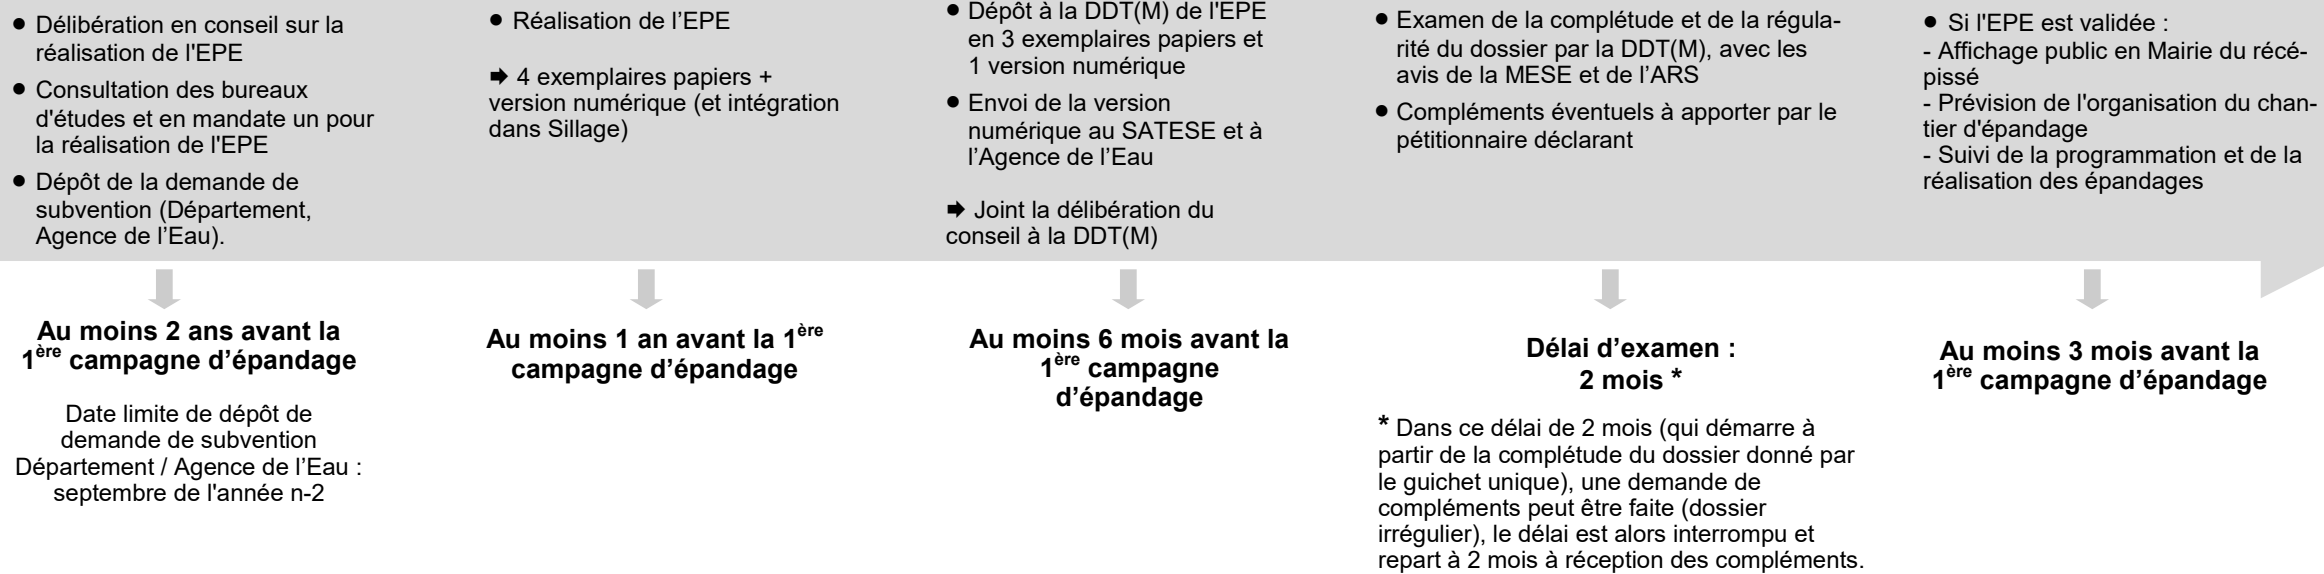 ● Délibération en conseil sur la
réalisation de l'EPE
● Consultation des bureaux
d'études et en mandate un pour
la réalisation de l'EPE
● Dépôt de la demande de
subvention (Département,
Agence de l’Eau).
Au moins 2 ans avant la
1ère campagne d’épandage
Date limite de dépôt de
demande de subvention
Département / Agence de l’Eau :
septembre de l'année n-2
● Réalisation de l’EPE
➡ 4 exemplaires papiers +
version numérique (et intégration
dans Sillage)
Au moins 1 an avant la 1ère
campagne d’épandage
● Dépôt à la DDT(M) de l'EPE
en 3 exemplaires papiers et
1 version numérique
● Envoi de la version
numérique au SATESE et à
l’Agence de l’Eau
➡ Joint la délibération du
conseil à la DDT(M)
Au moins 6 mois avant la
1ère campagne
d’épandage
● Examen de la complétude et de la régula-
rité du dossier par la DDT(M), avec les
avis de la MESE et de l’ARS
● Compléments éventuels à apporter par le
pétitionnaire déclarant
Délai d’examen :
2 mois *
* Dans ce délai de 2 mois (qui démarre à
partir de la complétude du dossier donné par
le guichet unique), une demande de
compléments peut être faite (dossier
irrégulier), le délai est alors interrompu et
repart à 2 mois à réception des compléments.
● Si l'EPE est validée :
- Affichage public en Mairie du récé-
pissé
- Prévision de l'organisation du chan-
tier d'épandage
- Suivi de la programmation et de la
réalisation des épandages
Au moins 3 mois avant la
1ère campagne d’épandage